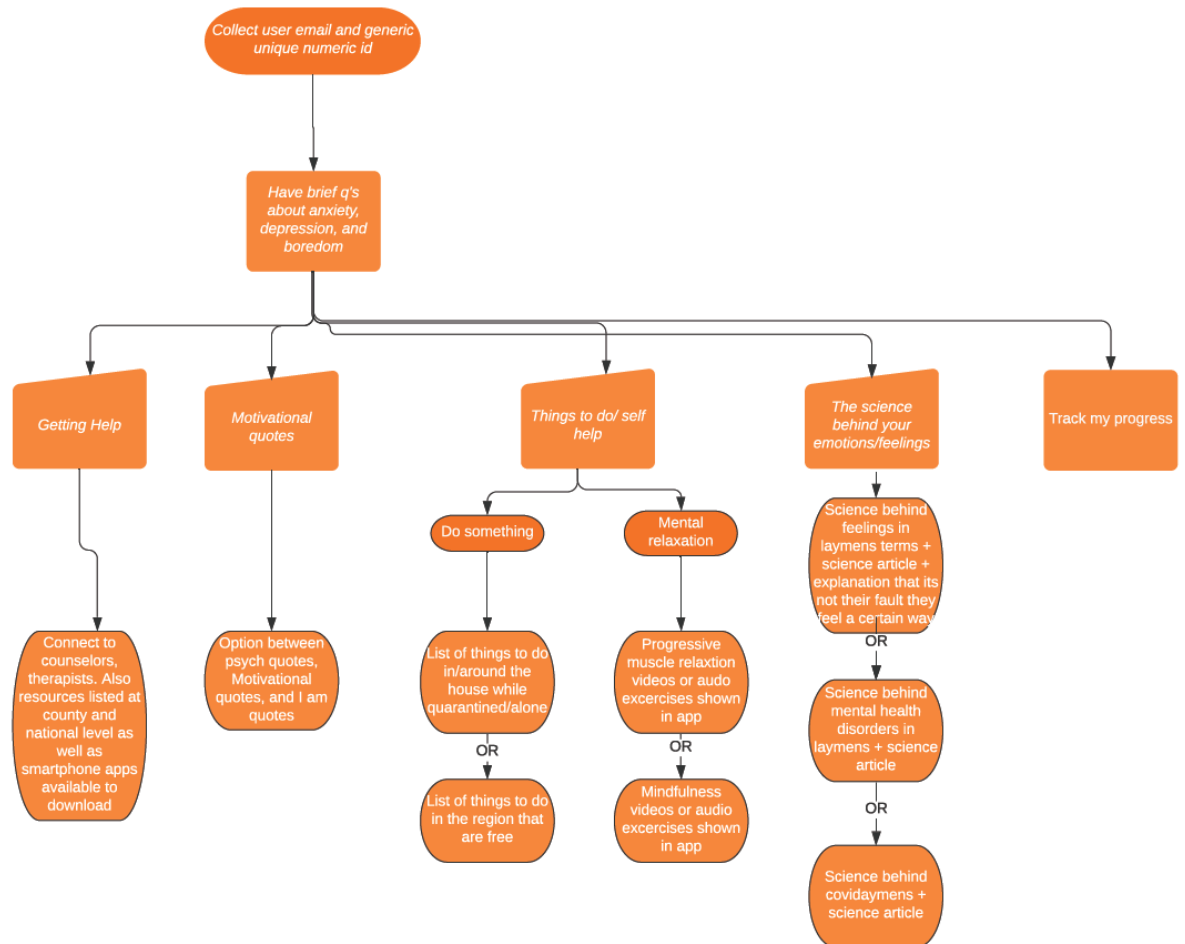 Collect user email and generic
unique numeric id
Have brief q's
about anxiety,
depression, and
boredom
Getting Help
Motivational
quotes
Things to do/ self
help
The science
behind your
emotions/feelings
Track my progress
Do something
Mental
relaxation
Connect to
counselors,
therapists. Also
resources listed at
county and
national level as
well as
smartphone apps
available to
download
Option between
psych quotes,
Motivational
quotes, and I am
quotes
List of things to do
in/around the
house while
quarantined/alone
OR
List of things to do
in the region that
are free
Progressive
muscle relaxtion
videos or audo
excercises shown
in app
OR
Mindfulness
videos or audio
excercises shown
in app
Science behind
feelings in
laymens terms +
science article +
explanation that its
not their fault they
feel a certain way
OR
Science behind
mental health
disorders in
laymens + science
article
OR
Science behind
covidaymens +
science article